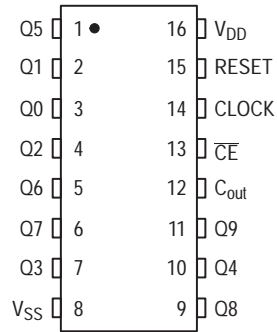 Q5 1 16 VDD
Q1 2 15 RESET
Q0 3 14 CLOCK
Q2 4 13 C̅E̅
Q6 5 12 Cout
Q7 6 11 Q9
Q3 7 10 Q4
VSS 8 9 Q8